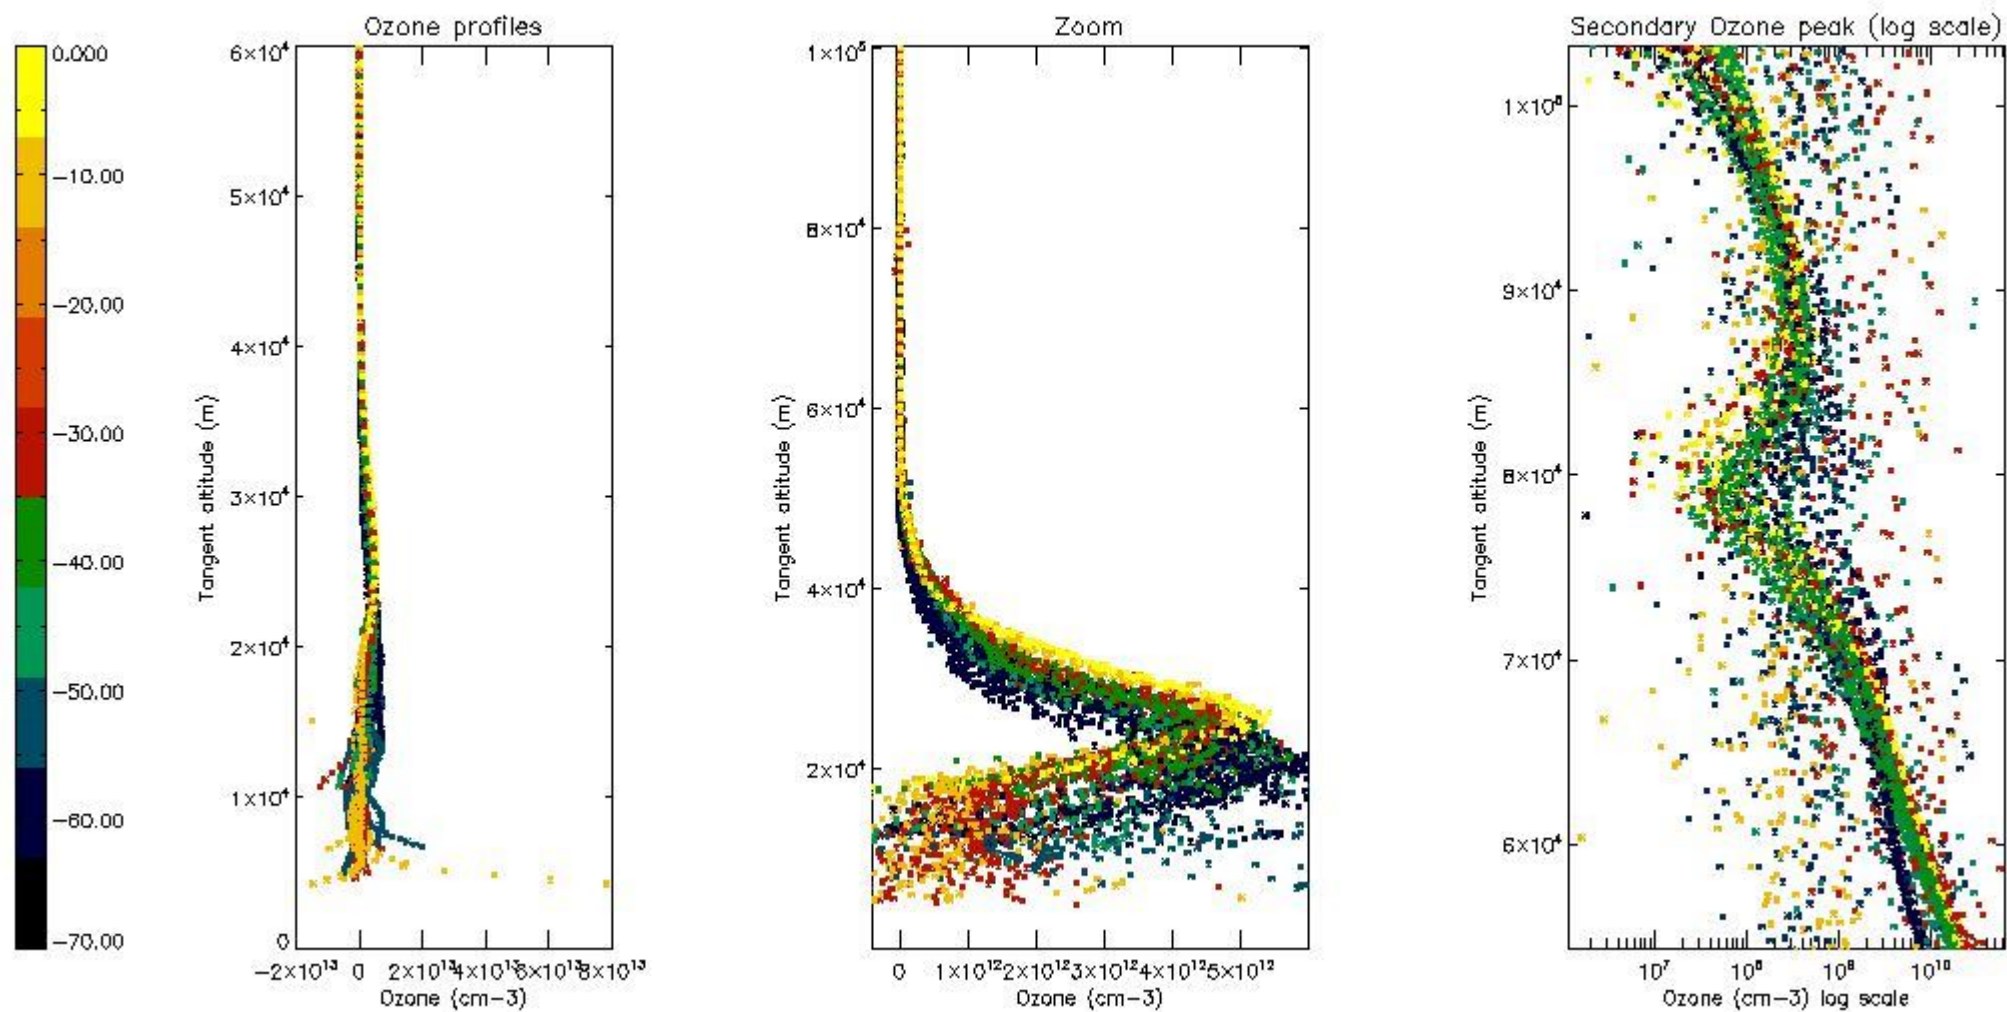 0.000
−10.00
−20.00
−30.00
−40.00
−50.00
−60.00
−70.00
Ozone profiles
6×10⁴
5×10⁴
4×10⁴
3×10⁴
2×10⁴
1×10⁴
0
Tangent altitude (m)
−2×10¹³ 0 2×10¹³ 4×10¹³ 6×10¹³ 8×10¹³
Ozone (cm−3)
Zoom
1×10⁵
8×10⁴
6×10⁴
4×10⁴
2×10⁴
Tangent altitude (m)
0 1×10¹² 2×10¹² 3×10¹² 4×10¹² 5×10¹²
Ozone (cm−3)
Secondary Ozone peak (log scale)
1×10⁵
9×10⁴
8×10⁴
7×10⁴
6×10⁴
Tangent altitude (m)
10⁷ 10⁸ 10⁹ 10¹⁰
Ozone (cm−3) log scale